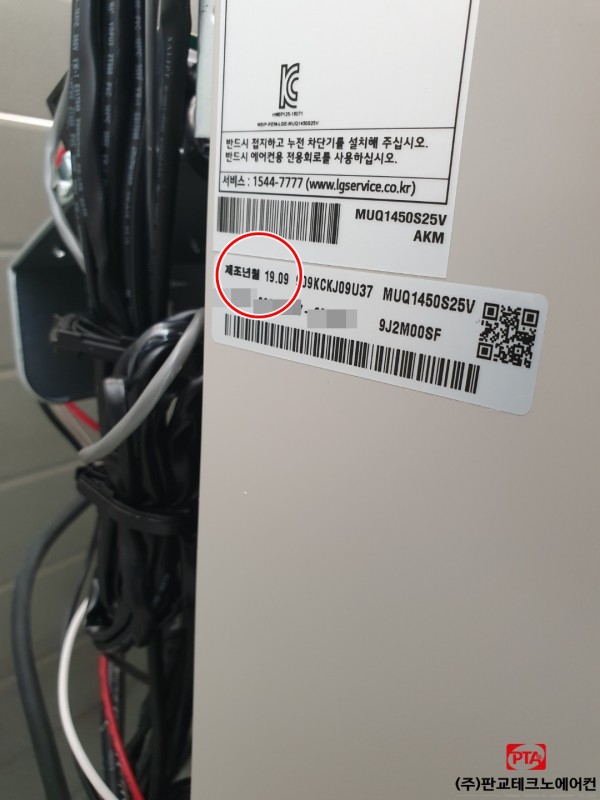 반드시 접지하고 누전 차단기를 설치해 주십시오.
반드시 에어컨용 전용회로를 사용하십시오.
서비스 : 1544-7777 (www.lgservice.co.kr)
MUQ1450S25V
AKM
제조년월 19.09 909KCKJ09U37 MUQ1450S25V
9J2M00SF
PTA
(주)판교테크노에어컨